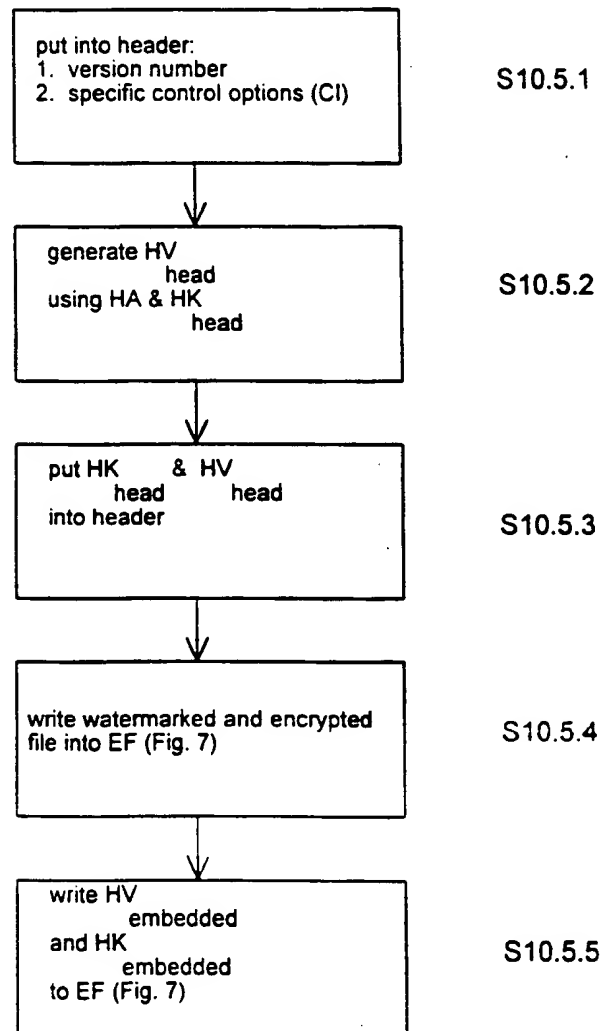 put into header:
1. version number
2. specific control options (CI)
S10.5.1
generate HV
head
using HA & HK
head
S10.5.2
put HK & HV
head head
into header
S10.5.3
write watermarked and encrypted
file into EF (Fig. 7)
S10.5.4
write HV
embedded
and HK
embedded
to EF (Fig. 7)
S10.5.5